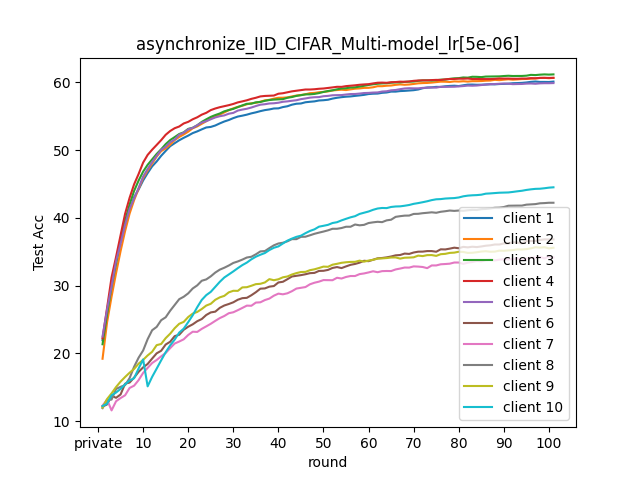 asynchronize_IID_CIFAR_Multi-model_lr[5e-06]
Test Acc
60
50
40
30
20
10
private 10 20 30 40 50 60 70 80 90 100
round
client 1
client 2
client 3
client 4
client 5
client 6
client 7
client 8
client 9
client 10